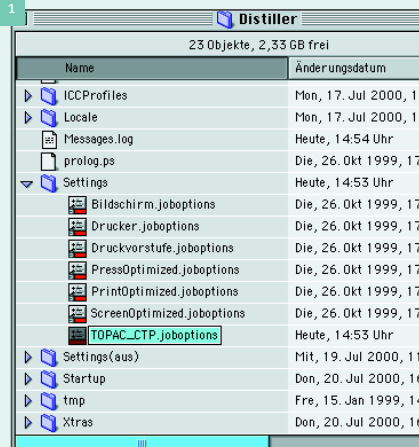 1
Distiller
23 Objekte, 2,33 GB frei
Name Änderungsdatum
ICCProfiles Mon, 17. Jul 2000, 1
Locale Mon, 17. Jul 2000, 1
Messages.log Heute, 14:54 Uhr
prolog.ps Die, 26. Okt 1999, 17
Settings Heute, 14:53 Uhr
Bildschirm.joboptions Die, 26. Okt 1999, 17
Drucker.joboptions Die, 26. Okt 1999, 17
Druckvorstufe.joboptions Die, 26. Okt 1999, 17
PressOptimized.joboptions Die, 26. Okt 1999, 17
PrintOptimized.joboptions Die, 26. Okt 1999, 17
ScreenOptimized.joboptions Die, 26. Okt 1999, 17
TOPAC_CTP.joboptions Heute, 14:53 Uhr
Settings(aus) Mit, 19. Jul 2000, 11
Startup Don, 20. Jul 2000, 16
tmp Fre, 15. Jan 1999, 14
Xtras Don, 20. Jul 2000, 16